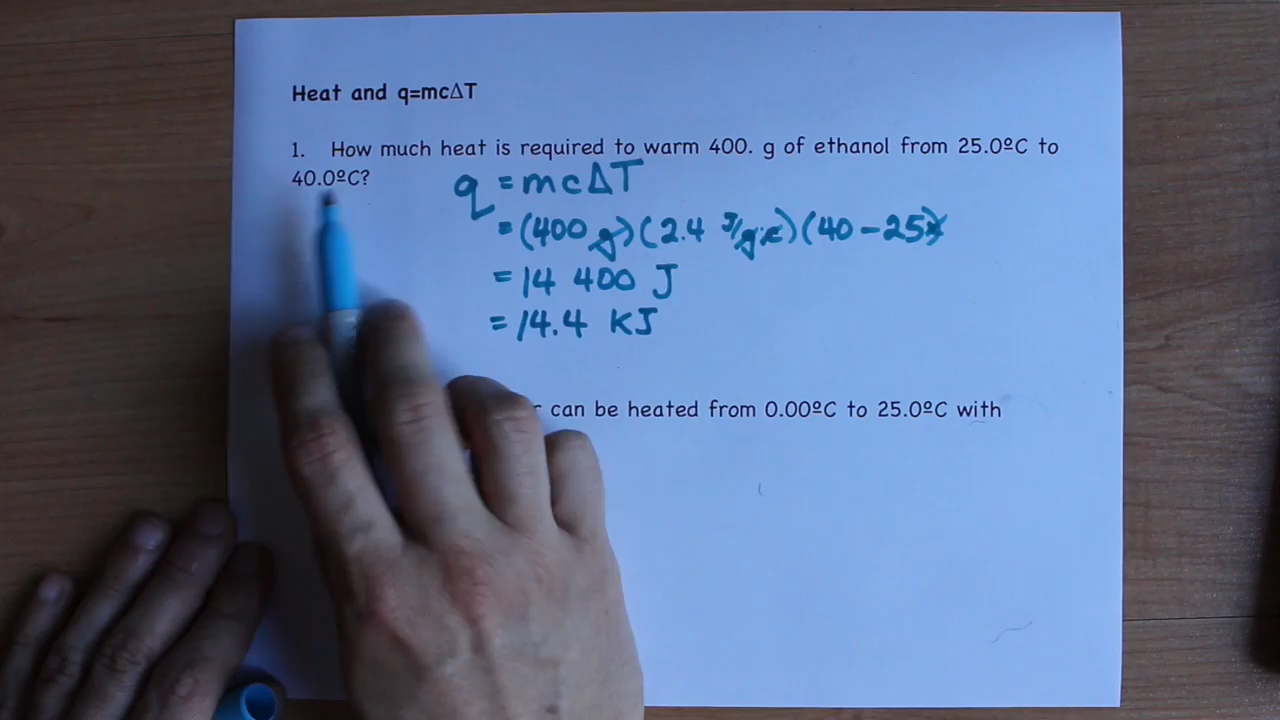 Heat and q=mcΔT
1. How much heat is required to warm 400. g of ethanol from 25.0ºC to
40.0ºC?
q = mcΔT
= (400 g)(2.4 J/g·c)(40 - 25
= 14 400 J
= 14.4 KJ
can be heated from 0.00ºC to 25.0ºC with